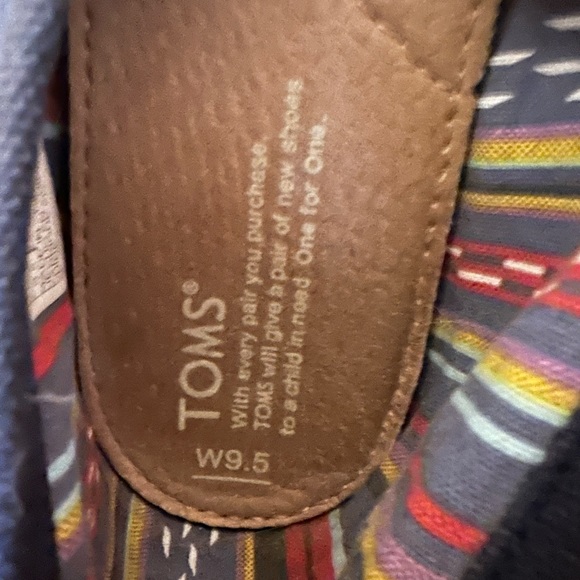 TOMS®
With every pair you purchase,
TOMS will give a pair of new shoes
to a child in need. One for One.
W9.5